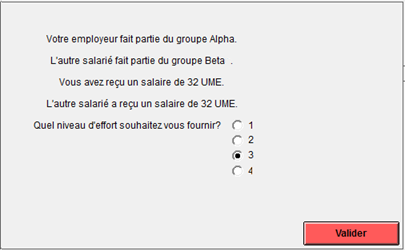 Votre employeur fait partie du groupe Alpha.
L'autre salarié fait partie du groupe Beta .
Vous avez reçu un salaire de 32 UME.
L'autre salarié a reçu un salaire de 32 UME.
Quel niveau d'effort souhaitez vous fournir? 1
2
3
4
Valider